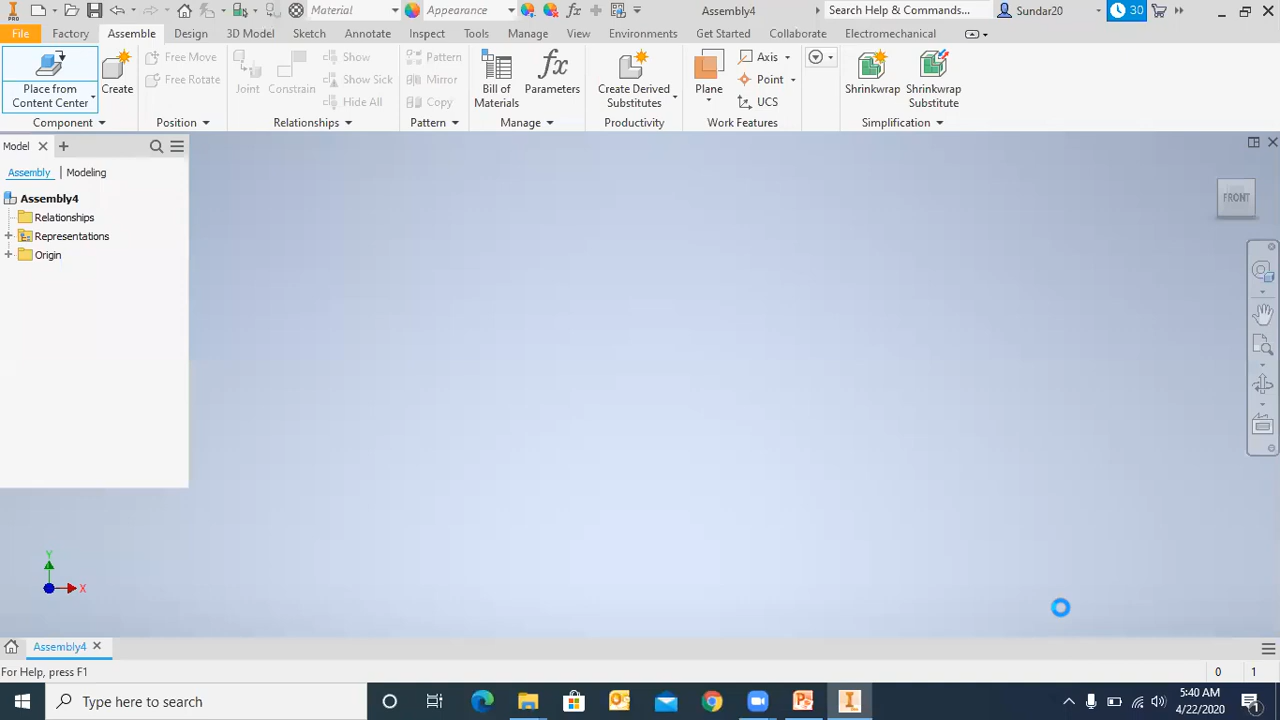 Material
Appearance
Assembly4
Search Help & Commands...
Sundar20
30
File
Factory
Assemble
Design
3D Model
Sketch
Annotate
Inspect
Tools
Manage
View
Environments
Get Started
Collaborate
Electromechanical
Place from
Content Center
Create
Free Move
Free Rotate
Joint
Constrain
Show
Show Sick
Hide All
Pattern
Mirror
Copy
Bill of
Materials
Parameters
Create Derived
Substitutes
Plane
Axis
Point
UCS
Shrinkwrap
Shrinkwrap
Substitute
Component
Position
Relationships
Pattern
Manage
Productivity
Work Features
Simplification
Model
Assembly
Modeling
Assembly4
Relationships
Representations
Origin
FRONT
Y
X
Assembly4
For Help, press F1
0
1
Type here to search
5:40 AM
4/22/2020